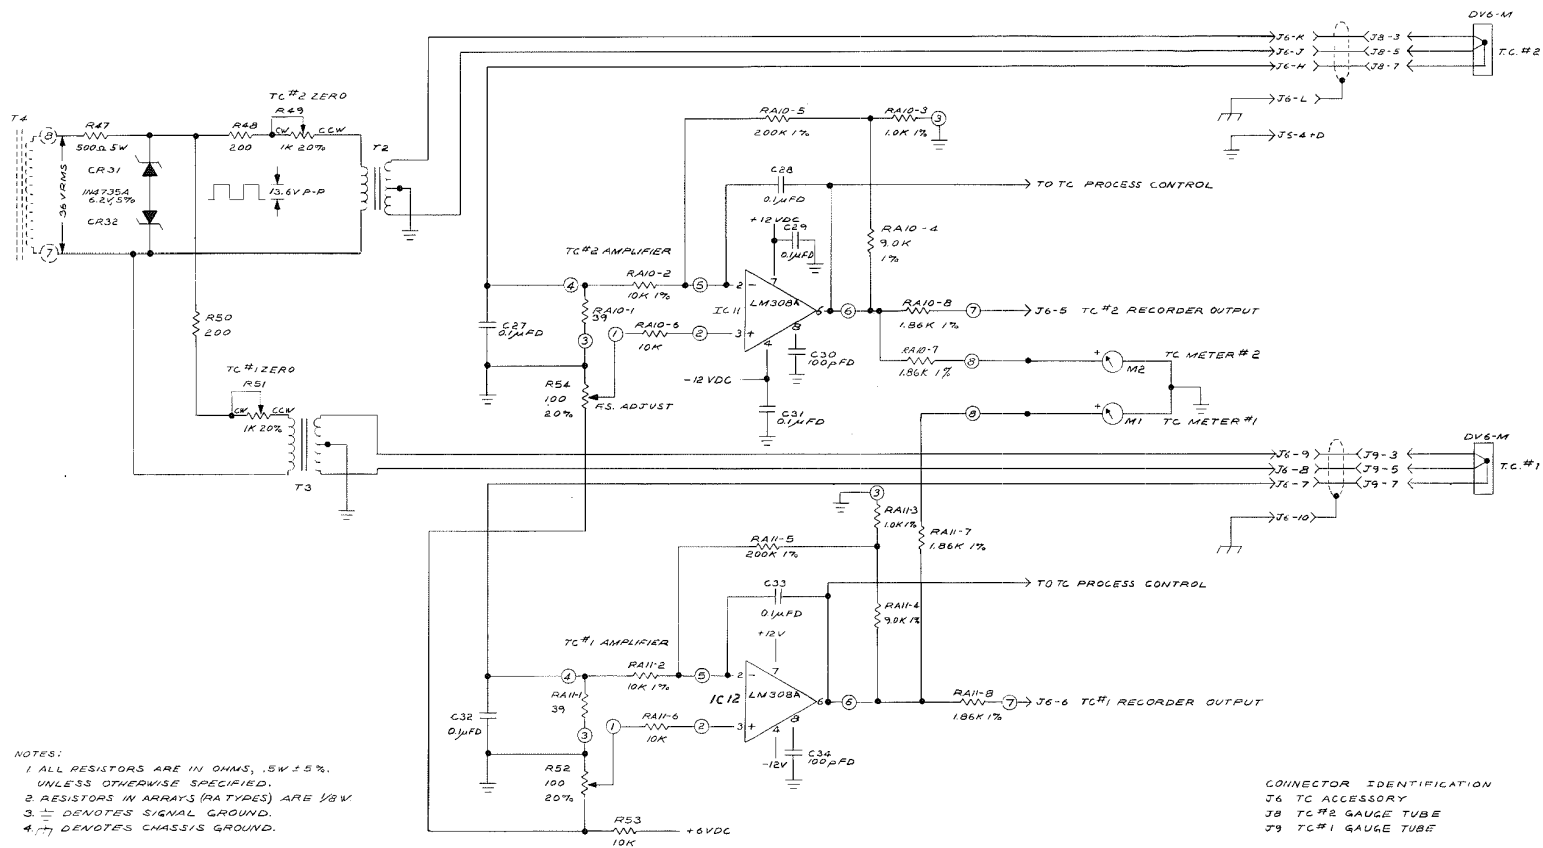 DV6-M
J6-K
J8-3
J6-J
J8-5
T.C.#2
J6-H
J8-7
TC #2 ZERO
J6-L
T4
R49
RA10-5
RA10-3
3
8
R47
R48
CW
CCW
200K 1%
1.0K 1%
J5-4+D
500Ω 5W
200
1K 20%
T2
CR31
C28
36VRMS
1N4735A
6.2V, 5%
13.6V P-P
0.1µFD
TO TC PROCESS CONTROL
CR32
+12VDC
C29
RA10-4
9.0K
1%
7
TC#2 AMPLIFIER
0.1µFD
RA10-2
4
5
2
-
7
10K 1%
LM308A
RA10-1
39
IC11
6
6
RA10-8
7
J6-5 TC #2 RECORDER OUTPUT
R50
200
C27
0.1µFD
RA10-6
1
2
3
+
8
1.86K 1%
3
10K
4
RA10-7
8
+
TC METER #2
C30
100pFD
1.86K 1%
M2
TC #1 ZERO
R51
R54
100
20%
-12VDC
F.S. ADJUST
CW
CCW
C31
0.1µFD
8
+
M1
TC METER #1
1K 20%
DV6-M
J6-9
J9-3
J6-8
J9-5
T.C.#1
J6-7
J9-7
T3
3
RA11-3
1.0K 1%
J6-10
RA11-5
200K 1%
RA11-7
1.86K 1%
C33
0.1µFD
TO TC PROCESS CONTROL
RA11-4
9.0K 1%
TC#1 AMPLIFIER
+12V
RA11-2
4
5
2
-
7
10K 1%
RA11-1
39
IC12
LM308A
6
6
RA11-8
7
J6-6 TC#1 RECORDER OUTPUT
1.86K 1%
C32
0.1µFD
RA11-6
1
2
3
+
8
3
10K
4
C34
100pFD
-12V
R52
100
20%
R53
10K
+6VDC
NOTES:
1. ALL RESISTORS ARE IN OHMS, .5W ±5%.
UNLESS OTHERWISE SPECIFIED.
2. RESISTORS IN ARRAYS (RA TYPES) ARE 1/8W
3. DENOTES SIGNAL GROUND.
4. DENOTES CHASSIS GROUND.
CONNECTOR IDENTIFICATION
J6 TC ACCESSORY
J8 TC#2 GAUGE TUBE
J9 TC#1 GAUGE TUBE